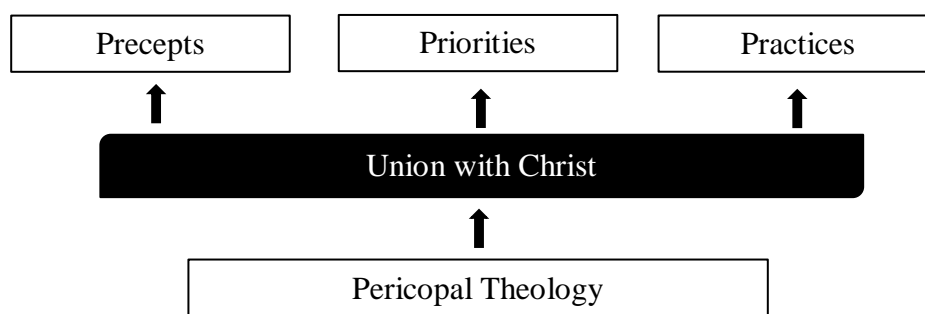 Precepts
Priorities
Practices
Union with Christ
Pericopal Theology